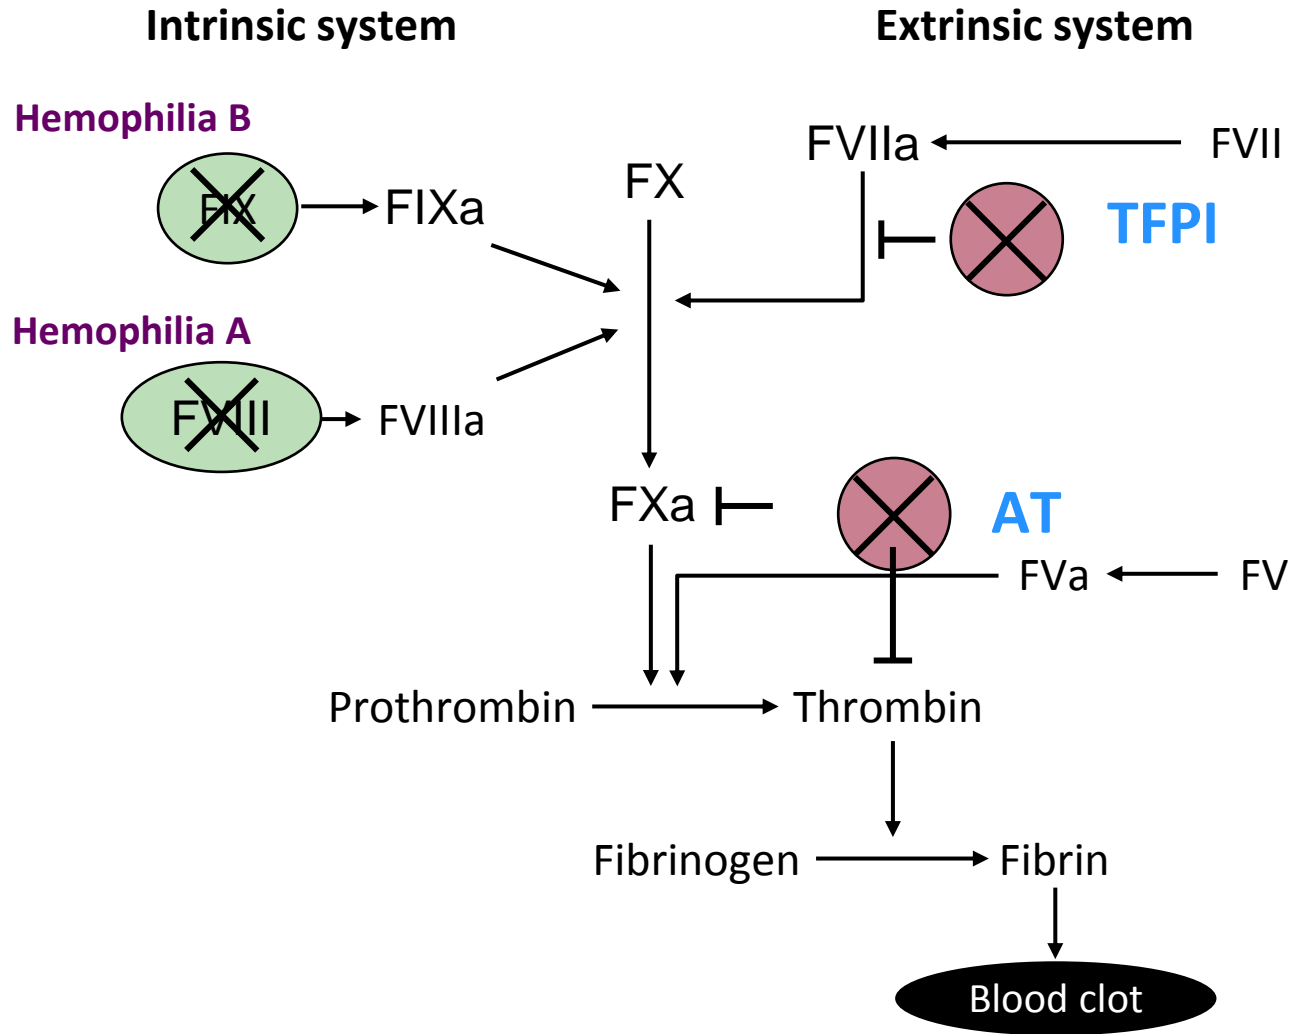 Intrinsic system
Extrinsic system
Hemophilia B
FIX
FIXa
FX
FVIIa
FVII
TFPI
Hemophilia A
FVIII
FVIIIa
FXa
AT
FVa
FV
Prothrombin
Thrombin
Fibrinogen
Fibrin
Blood clot